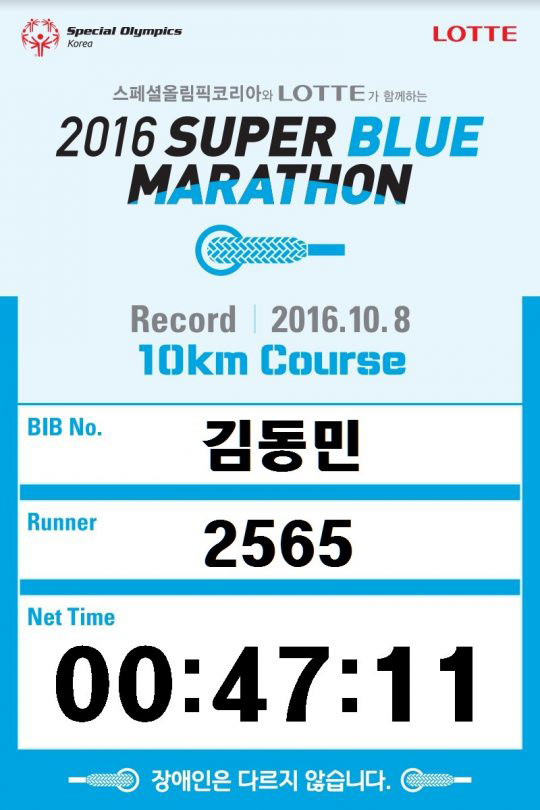 Special Olympics
Korea
LOTTE
스페셜올림픽코리아와 LOTTE가 함께하는
2016 SUPER BLUE
MARATHON
Record | 2016.10.8
10km Course
BIB No.
김동민
Runner
2565
Net Time
00:47:11
장애인은 다르지 않습니다.